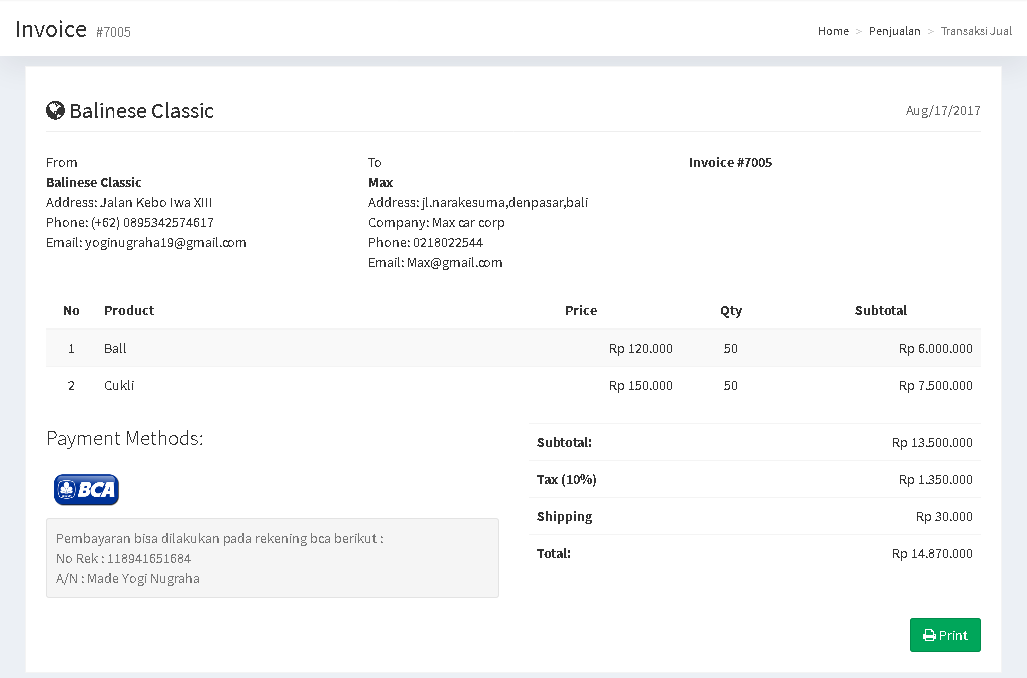 Invoice #7005
Home > Penjualan > Transaksi Jual
Balinese Classic
Aug/17/2017
From
Balinese Classic
Address: Jalan Kebo Iwa XIII
Phone: (+62) 0895342574617
Email: yoginugraha19@gmail.com
To
Max
Address: jl.narakesuma,denpasar,bali
Company: Max car corp
Phone: 0218022544
Email: Max@gmail.com
Invoice #7005
No Product Price Qty Subtotal
1 Ball Rp 120.000 50 Rp 6.000.000
2 Cukli Rp 150.000 50 Rp 7.500.000
Payment Methods:
BCA
Pembayaran bisa dilakukan pada rekening bca berikut :
No Rek : 118941651684
A/N : Made Yogi Nugraha
Subtotal: Rp 13.500.000
Tax (10%) Rp 1.350.000
Shipping Rp 30.000
Total: Rp 14.870.000
Print